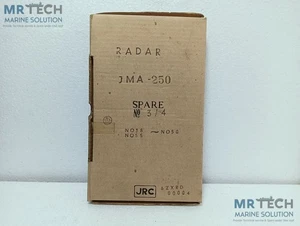 MR TECH
MARINE SOLUTION
RADAR
JMA-250
SPARE
No 3/4
JRC
MR TECH
MARINE SOLUTION